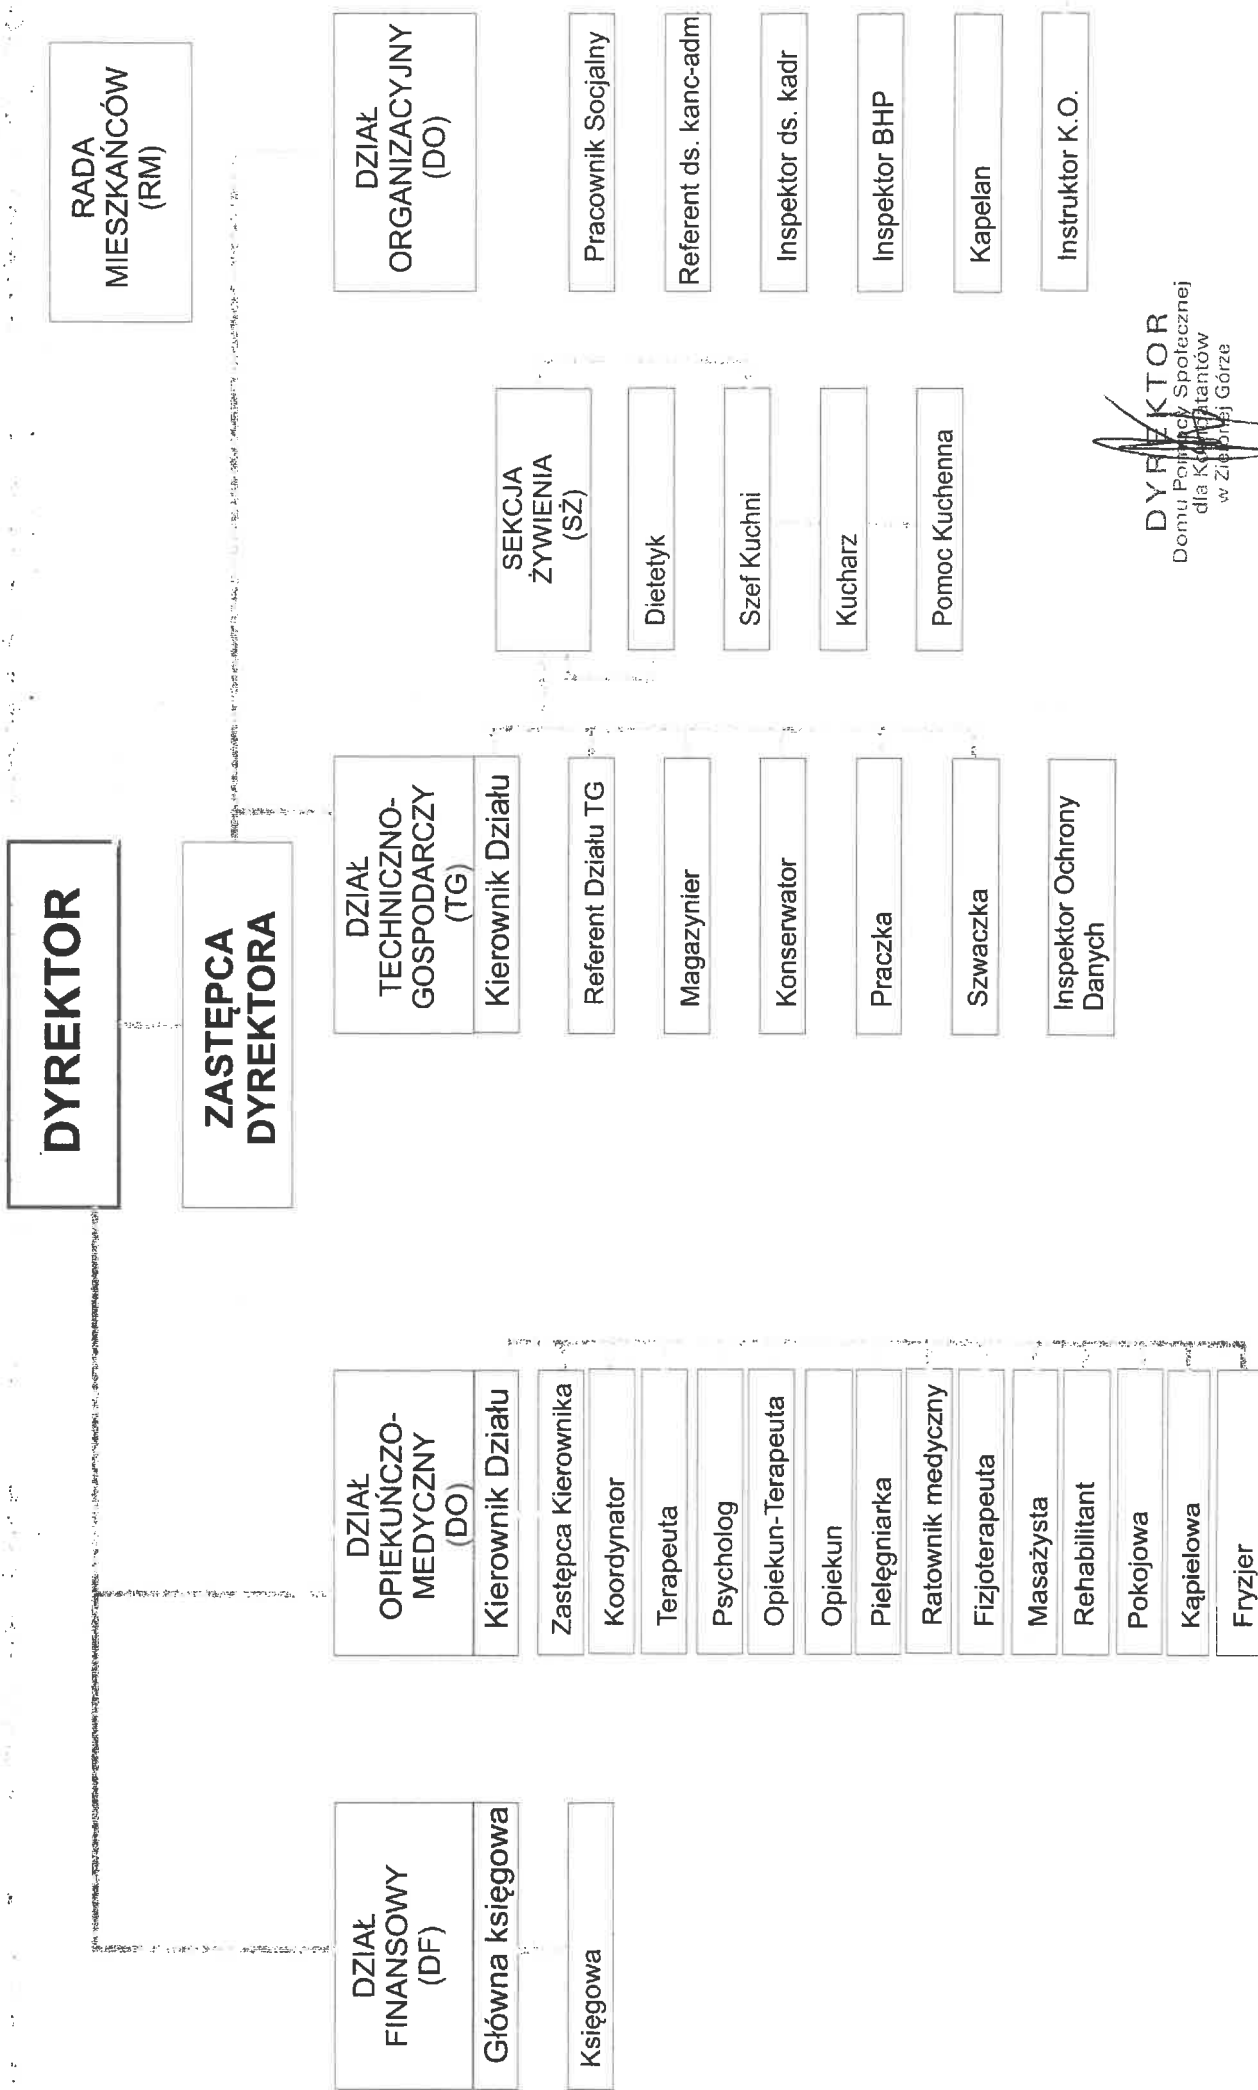 DYREKTOR
ZASTĘPCA
DYREKTORA
RADA
MIESZKAŃCÓW
(RM)
DZIAŁ
FINANSOWY
(DF)
Główna księgowa
Księgowa
DZIAŁ
OPIEKUŃCZO-
MEDYCZNY
(DO)
Kierownik Działu
Zastępca Kierownika
Koordynator
Terapeuta
Psycholog
Opiekun-Terapeuta
Opiekun
Pielęgniarka
Ratownik medyczny
Fizjoterapeuta
Masażysta
Rehabilitant
Pokojowa
Kąpielowa
Fryzjer
DZIAŁ
TECHNICZNO-
GOSPODARCZY
(TG)
Kierownik Działu
Referent Działu TG
Magazynier
Konserwator
Praczka
Szwaczka
Inspektor Ochrony
Danych
SEKCJA
ŻYWIENIA
(SŻ)
Dietetyk
Szef Kuchni
Kucharz
Pomoc Kuchenna
DZIAŁ
ORGANIZACYJNY
(DO)
Pracownik Socjalny
Referent ds. kanc-adm
Inspektor ds. kadr
Inspektor BHP
Kapelan
Instruktor K.O.
DYREKTOR
Domu Pomocy Społecznej
dla Kombatantów
w Zielonej Górze